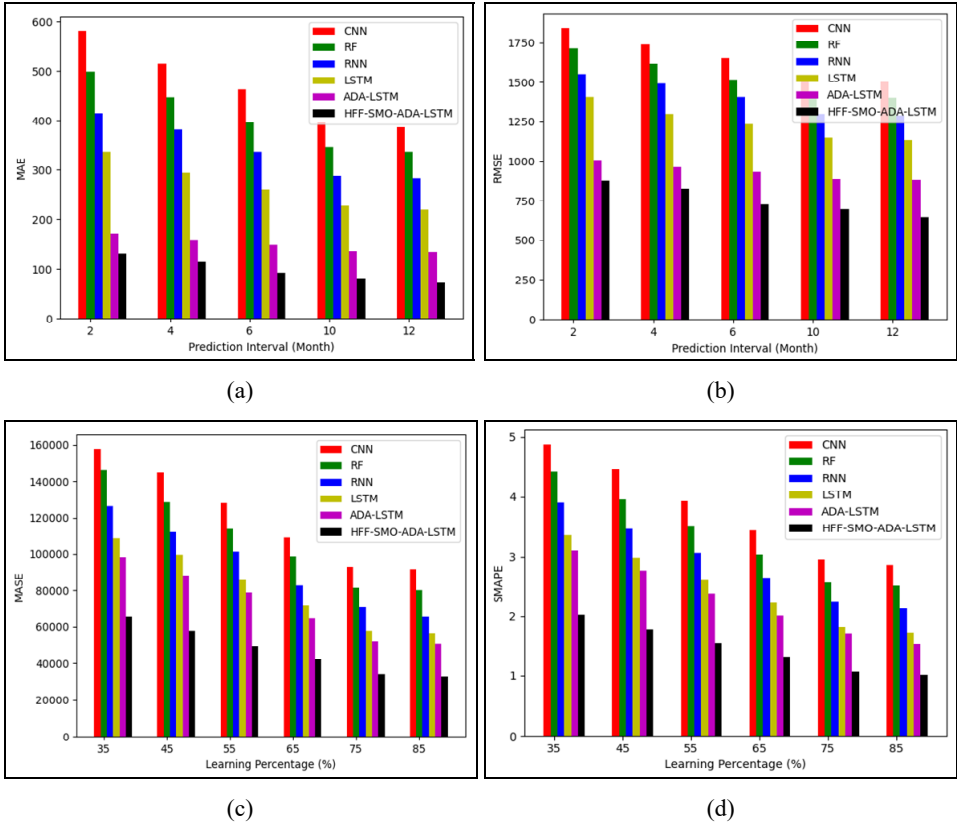 600
500
400
300
200
100
0
MAE
CNN
RF
RNN
LSTM
ADA-LSTM
HFF-SMO-ADA-LSTM
2 4 6 10 12
Prediction Interval (Month)
(a)
1750
1500
1250
1000
750
500
250
0
RMSE
CNN
RF
RNN
LSTM
ADA-LSTM
HFF-SMO-ADA-LSTM
2 4 6 10 12
Prediction Interval (Month)
(b)
160000
140000
120000
100000
80000
60000
40000
20000
0
MASE
CNN
RF
RNN
LSTM
ADA-LSTM
HFF-SMO-ADA-LSTM
35 45 55 65 75 85
Learning Percentage (%)
(c)
5
4
3
2
1
0
SMAPE
CNN
RF
RNN
LSTM
ADA-LSTM
HFF-SMO-ADA-LSTM
35 45 55 65 75 85
Learning Percentage (%)
(d)